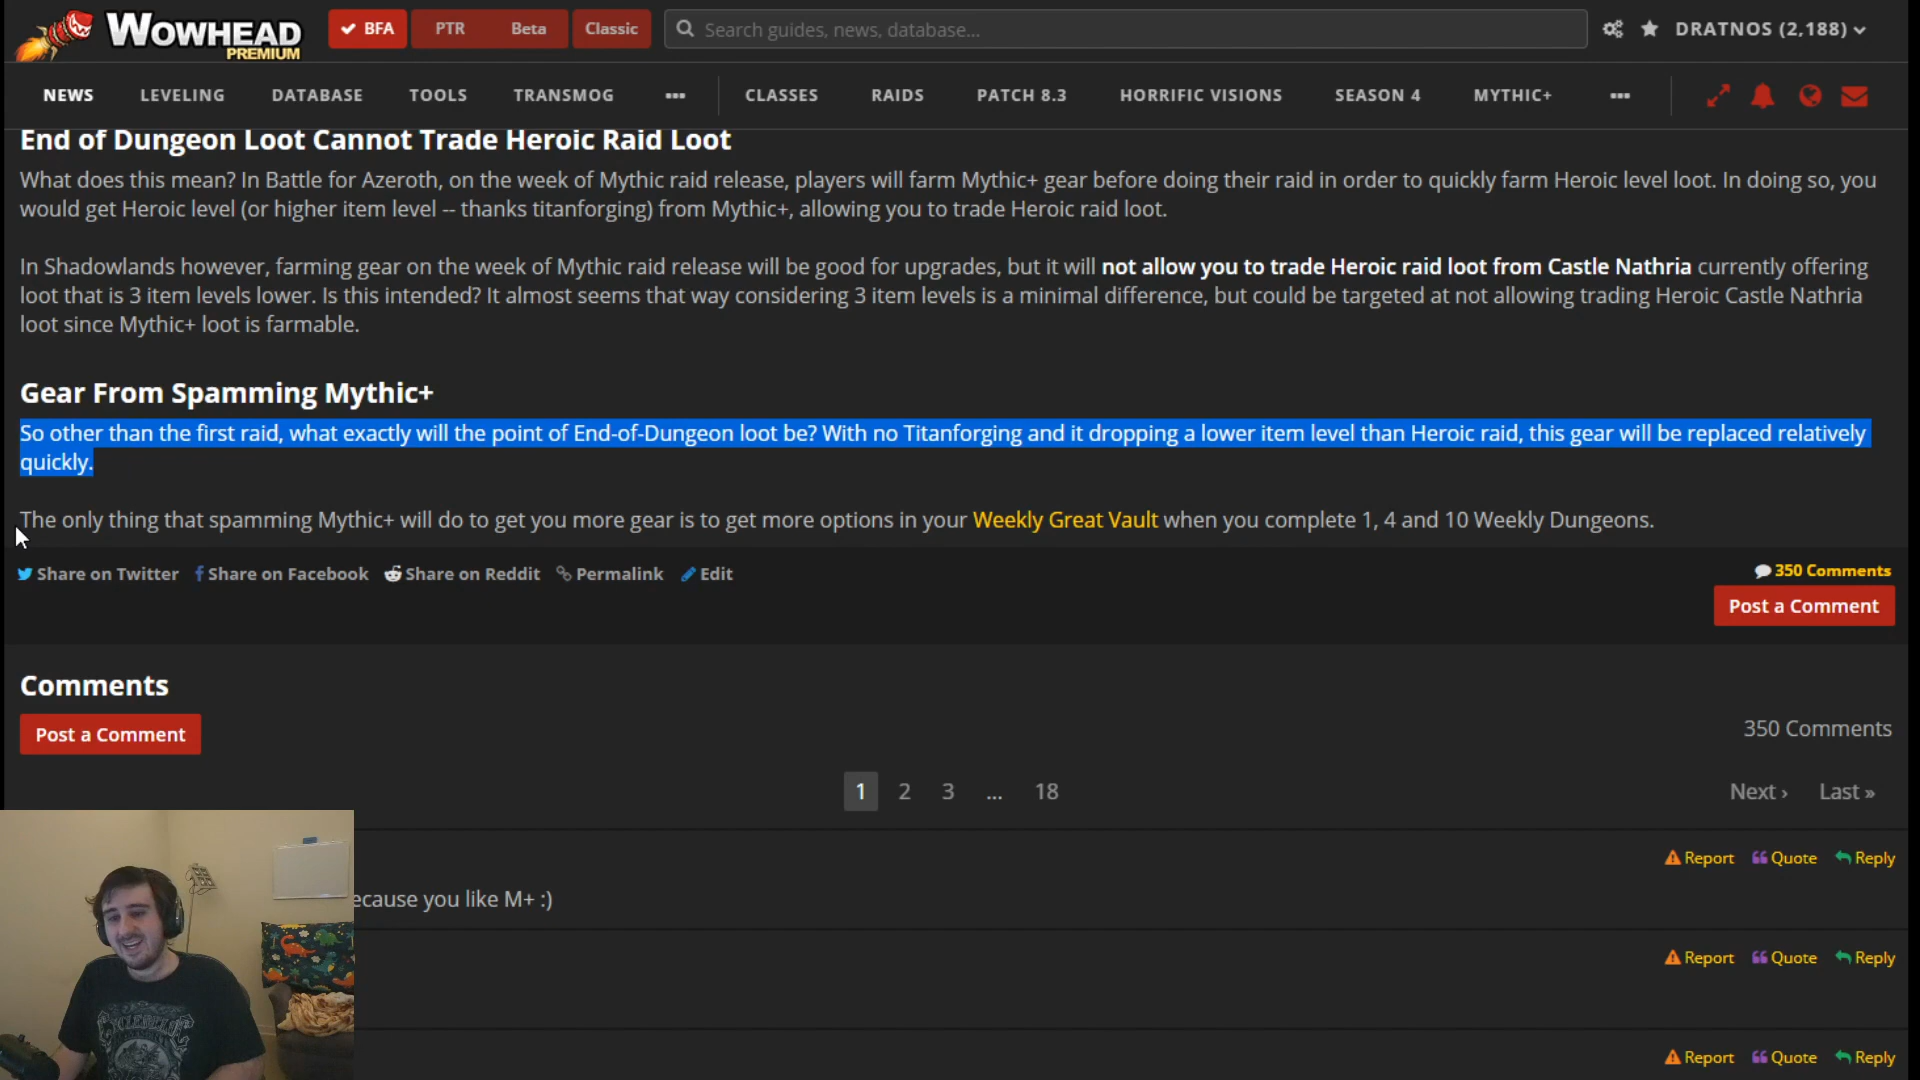 WOWHEAD
PREMIUM
BFA
PTR
Beta
Classic
Search guides, news, database...
DRATNOS (2,188)
NEWS
LEVELING
DATABASE
TOOLS
TRANSMOG
CLASSES
RAIDS
PATCH 8.3
HORRIFIC VISIONS
SEASON 4
MYTHIC+
End of Dungeon Loot Cannot Trade Heroic Raid Loot
What does this mean? In Battle for Azeroth, on the week of Mythic raid release, players will farm Mythic+ gear before doing their raid in order to quickly farm Heroic level loot. In doing so, you
would get Heroic level (or higher item level -- thanks titanforging) from Mythic+, allowing you to trade Heroic raid loot.
In Shadowlands however, farming gear on the week of Mythic raid release will be good for upgrades, but it will not allow you to trade Heroic raid loot from Castle Nathria currently offering
loot that is 3 item levels lower. Is this intended? It almost seems that way considering 3 item levels is a minimal difference, but could be targeted at not allowing trading Heroic Castle Nathria
loot since Mythic+ loot is farmable.
Gear From Spamming Mythic+
So other than the first raid, what exactly will the point of End-of-Dungeon loot be? With no Titanforging and it dropping a lower item level than Heroic raid, this gear will be replaced relatively
quickly.
The only thing that spamming Mythic+ will do to get you more gear is to get more options in your Weekly Great Vault when you complete 1, 4 and 10 Weekly Dungeons.
Share on Twitter Share on Facebook Share on Reddit Permalink Edit
350 Comments
Post a Comment
Comments
Post a Comment
350 Comments
1 2 3 ... 18
Next › Last »
Report Quote Reply
ecause you like M+ :)
Report Quote Reply
Report Quote Reply